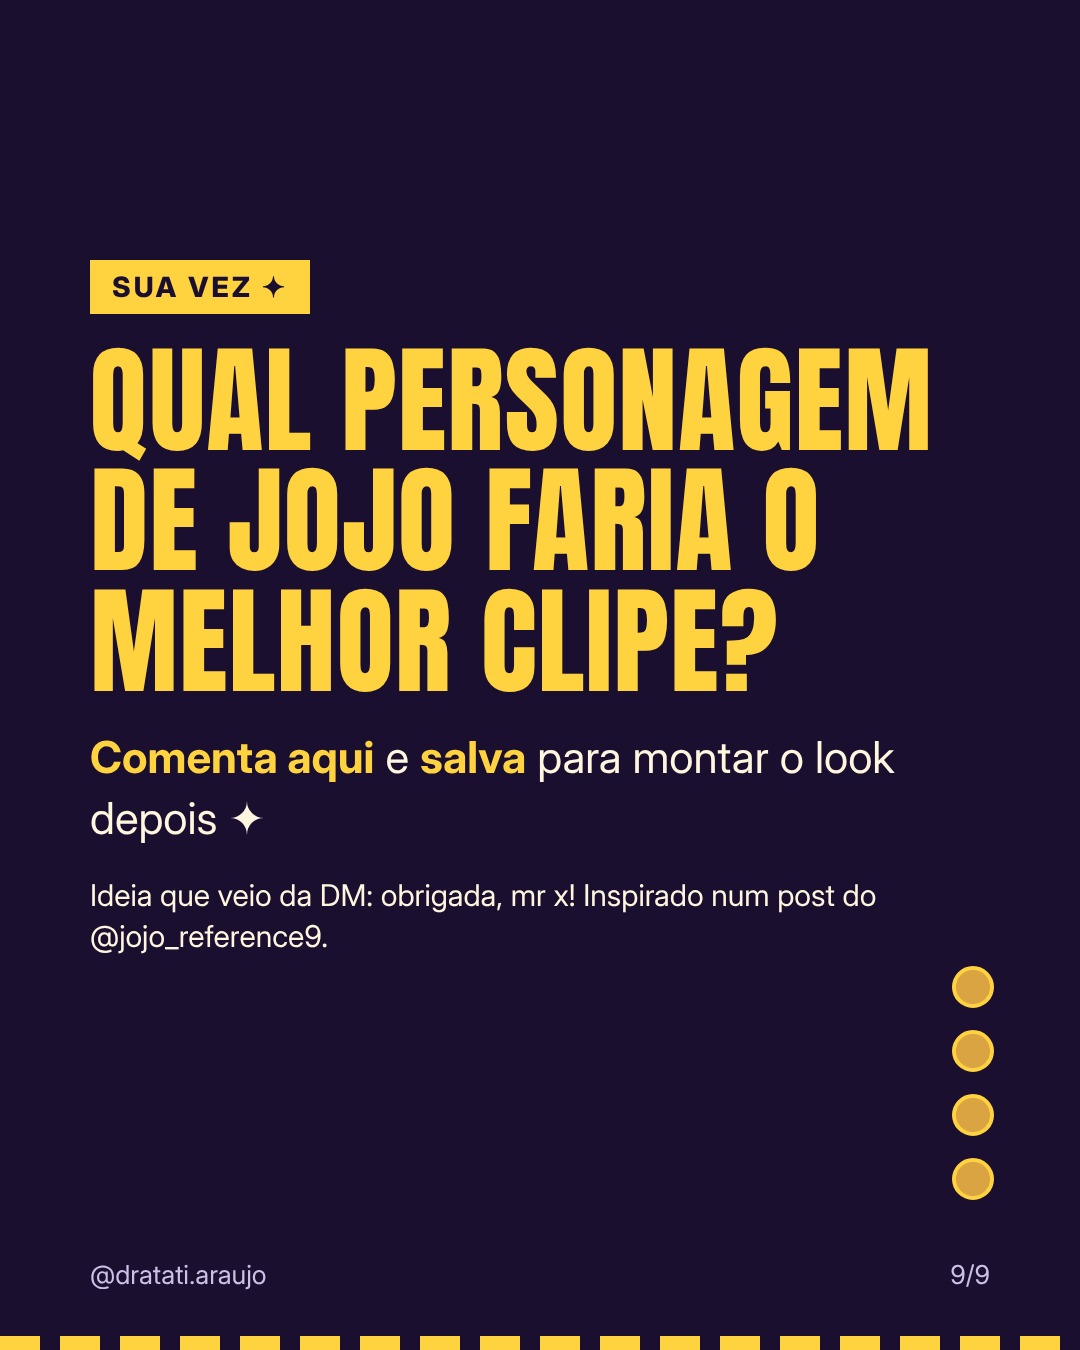 SUA VEZ ✦
QUAL PERSONAGEM
DE JOJO FARIA O
MELHOR CLIPE?
Comenta aqui e salva para montar o look
depois ✦
Ideia que veio da DM: obrigada, mr x! Inspirado num post do
@jojo_reference9.
@dratati.araujo
9/9